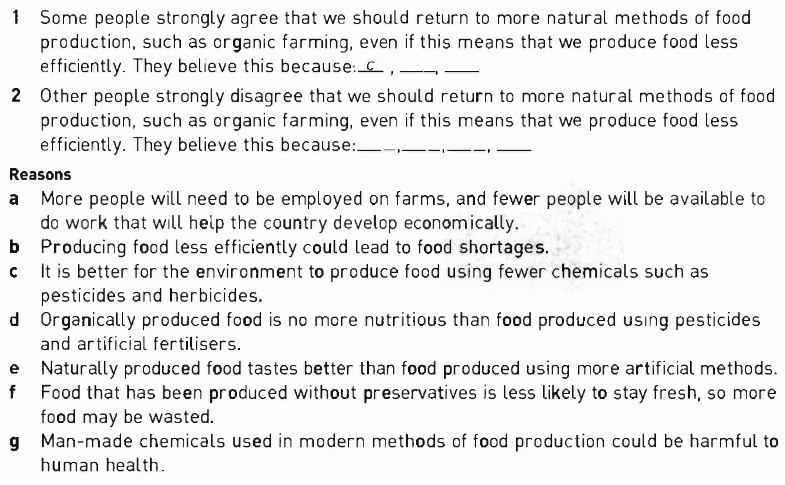 1 Some people strongly agree that we should return to more natural methods of food
production, such as organic farming, even if this means that we produce food less
efficiently. They believe this because: c , ___, ___
2 Other people strongly disagree that we should return to more natural methods of food
production, such as organic farming, even if this means that we produce food less
efficiently. They believe this because:___,___,___, ___
Reasons
a More people will need to be employed on farms, and fewer people will be available to
do work that will help the country develop economically.
b Producing food less efficiently could lead to food shortages.
c It is better for the environment to produce food using fewer chemicals such as
pesticides and herbicides.
d Organically produced food is no more nutritious than food produced using pesticides
and artificial fertilisers.
e Naturally produced food tastes better than food produced using more artificial methods.
f Food that has been produced without preservatives is less likely to stay fresh, so more
food may be wasted.
g Man-made chemicals used in modern methods of food production could be harmful to
human health.